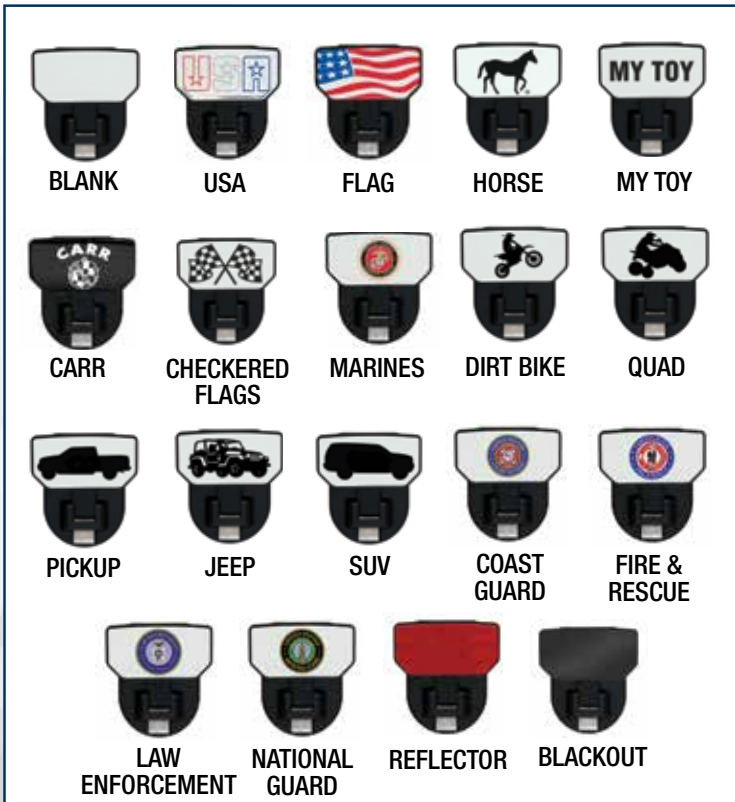 USA
MY TOY
BLANK
USA
FLAG
HORSE
MY TOY
CARR
CARR
CHECKERED
FLAGS
MARINES
DIRT BIKE
QUAD
PICKUP
JEEP
SUV
COAST
GUARD
FIRE &
RESCUE
LAW
ENFORCEMENT
NATIONAL
GUARD
REFLECTOR
BLACKOUT